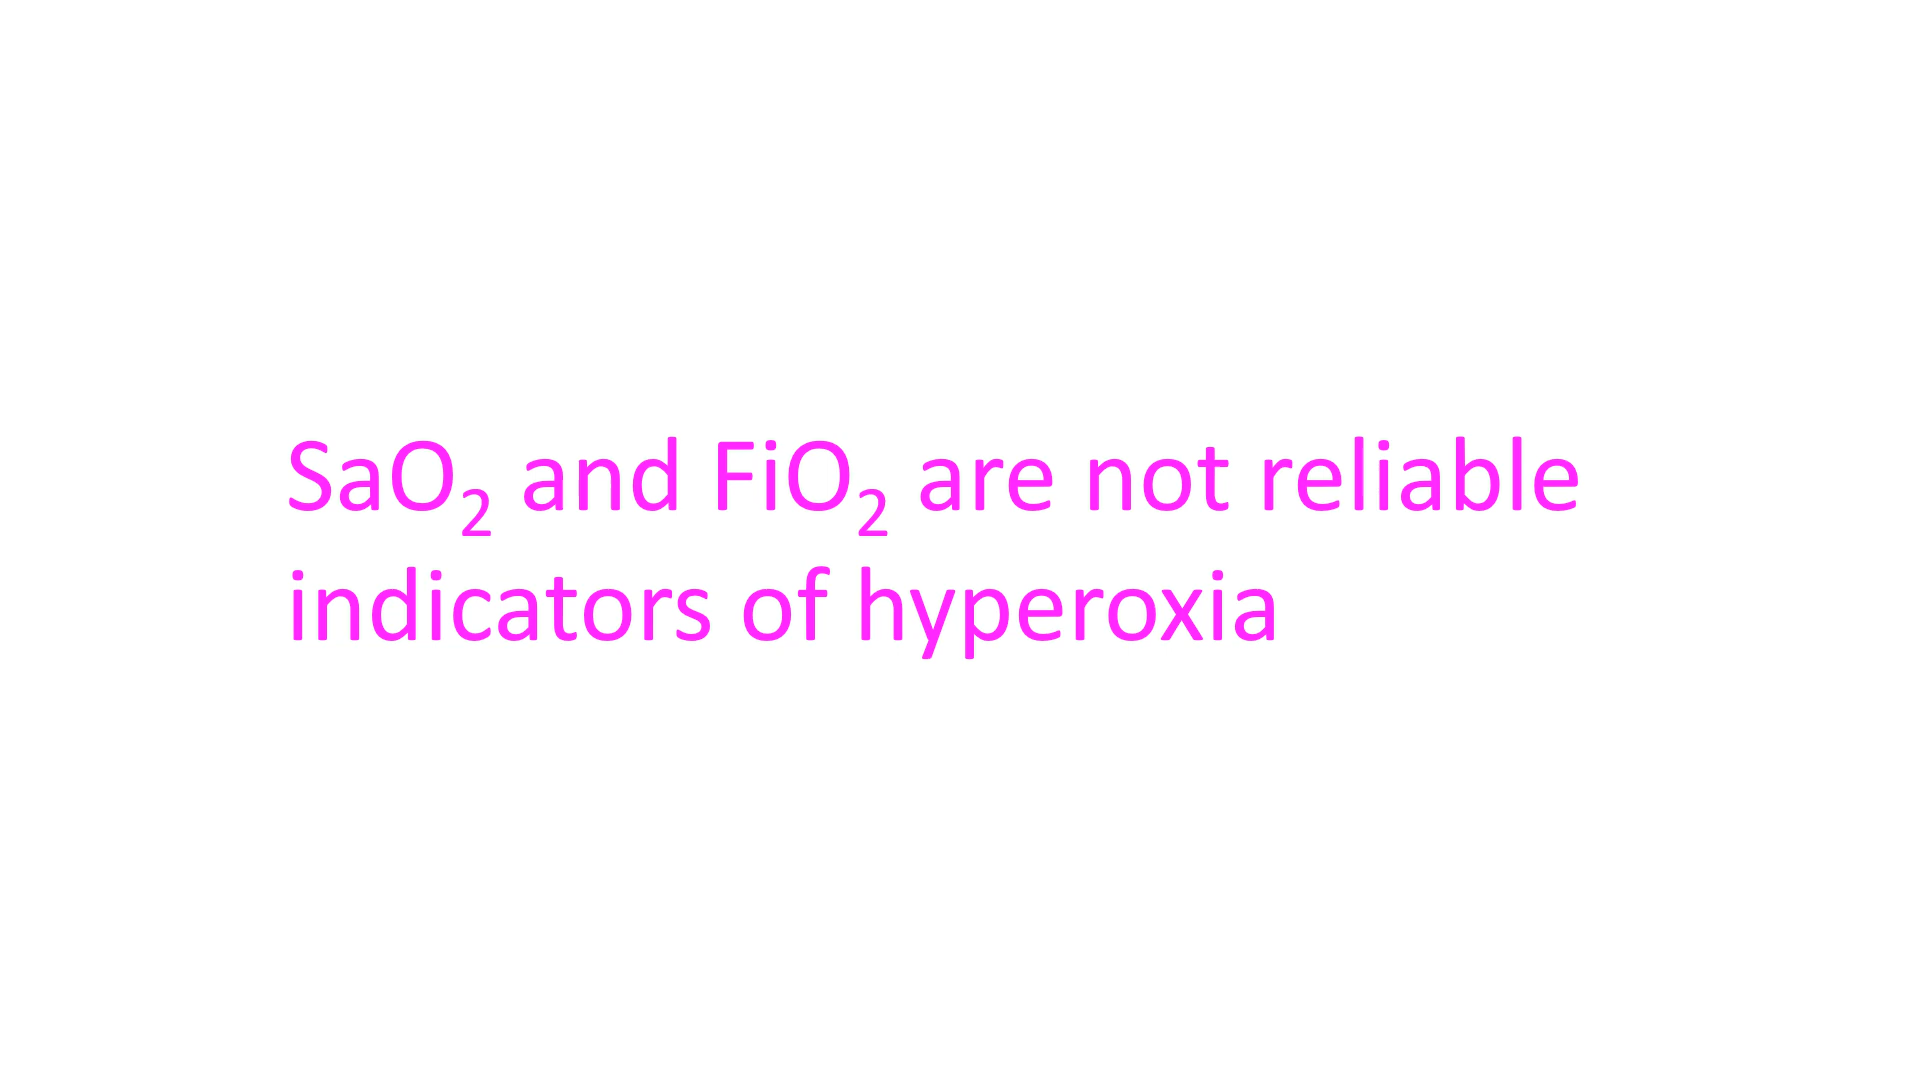 SaO₂ and FiO₂ are not reliable
indicators of hyperoxia